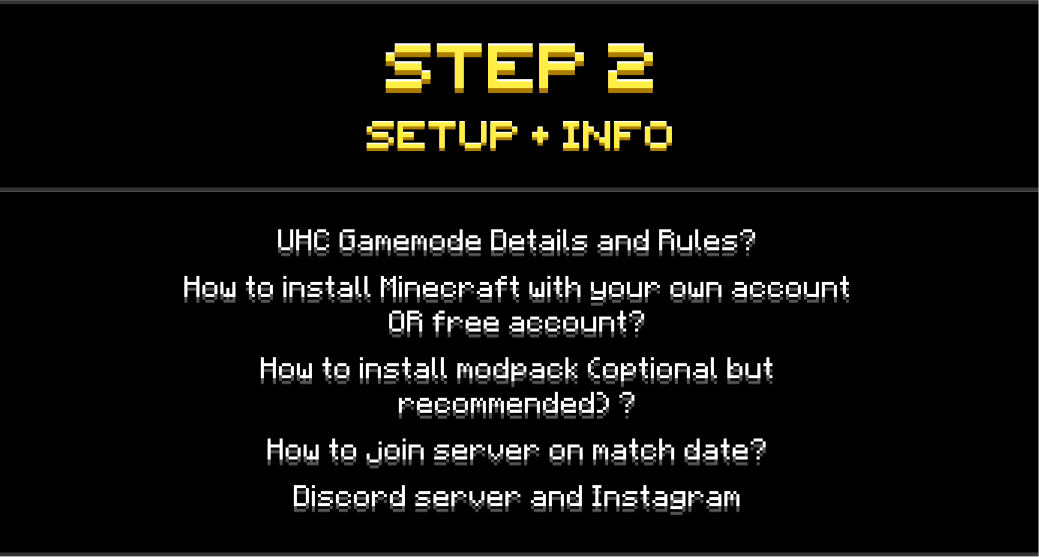 STEP 2
SETUP + INFO
UHC Gamemode Details and Rules?
How to install Minecraft with your own account
OR free account?
How to install modpack (optional but
recommended) ?
How to join server on match date?
Discord server and Instagram